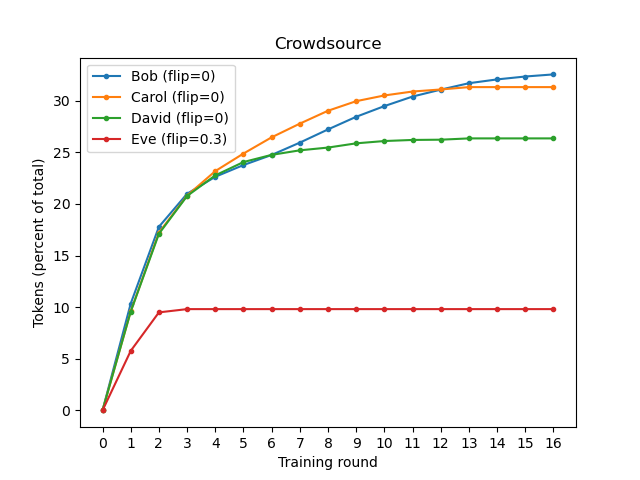 Crowdsource
Bob (flip=0)
Carol (flip=0)
David (flip=0)
Eve (flip=0.3)
Tokens (percent of total)
30
25
20
15
10
5
0
0 1 2 3 4 5 6 7 8 9 10 11 12 13 14 15 16
Training round